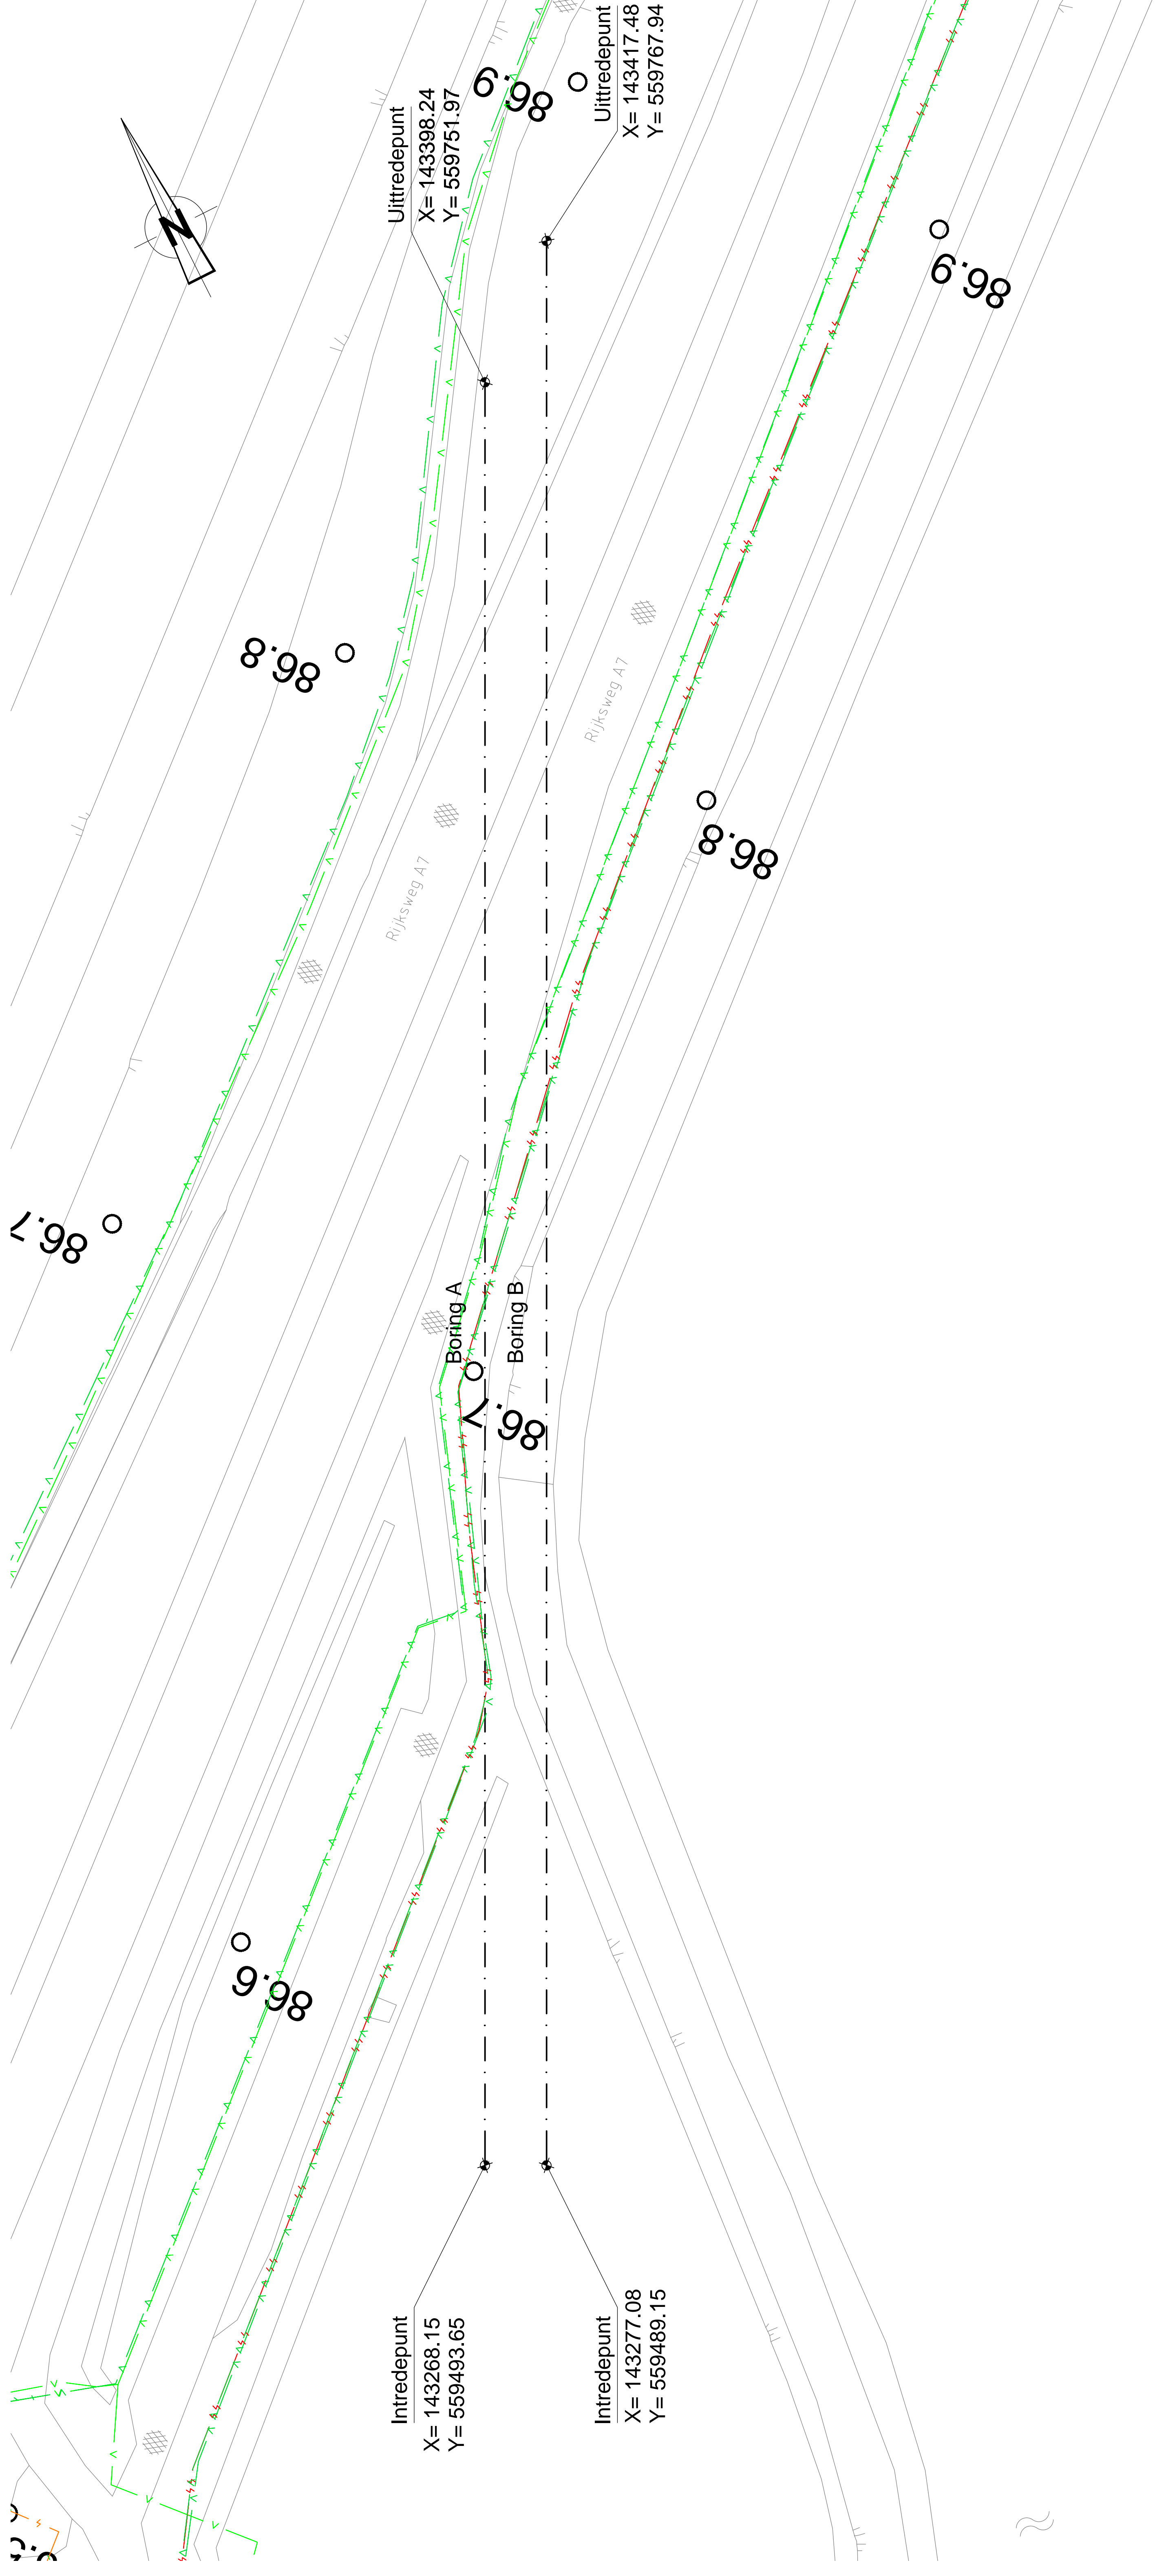 Uittredepunt
X= 143417.48
Y= 559767.94
Uittredepunt
X= 143398.24
Y= 559751.97
86.9
N
86.9
86.8
Rijksweg A7
86.8
Rijksweg A7
86.7
Boring A
Boring B
86.7
86.6
Intredepunt
X= 143268.15
Y= 559493.65
Intredepunt
X= 143277.08
Y= 559489.15